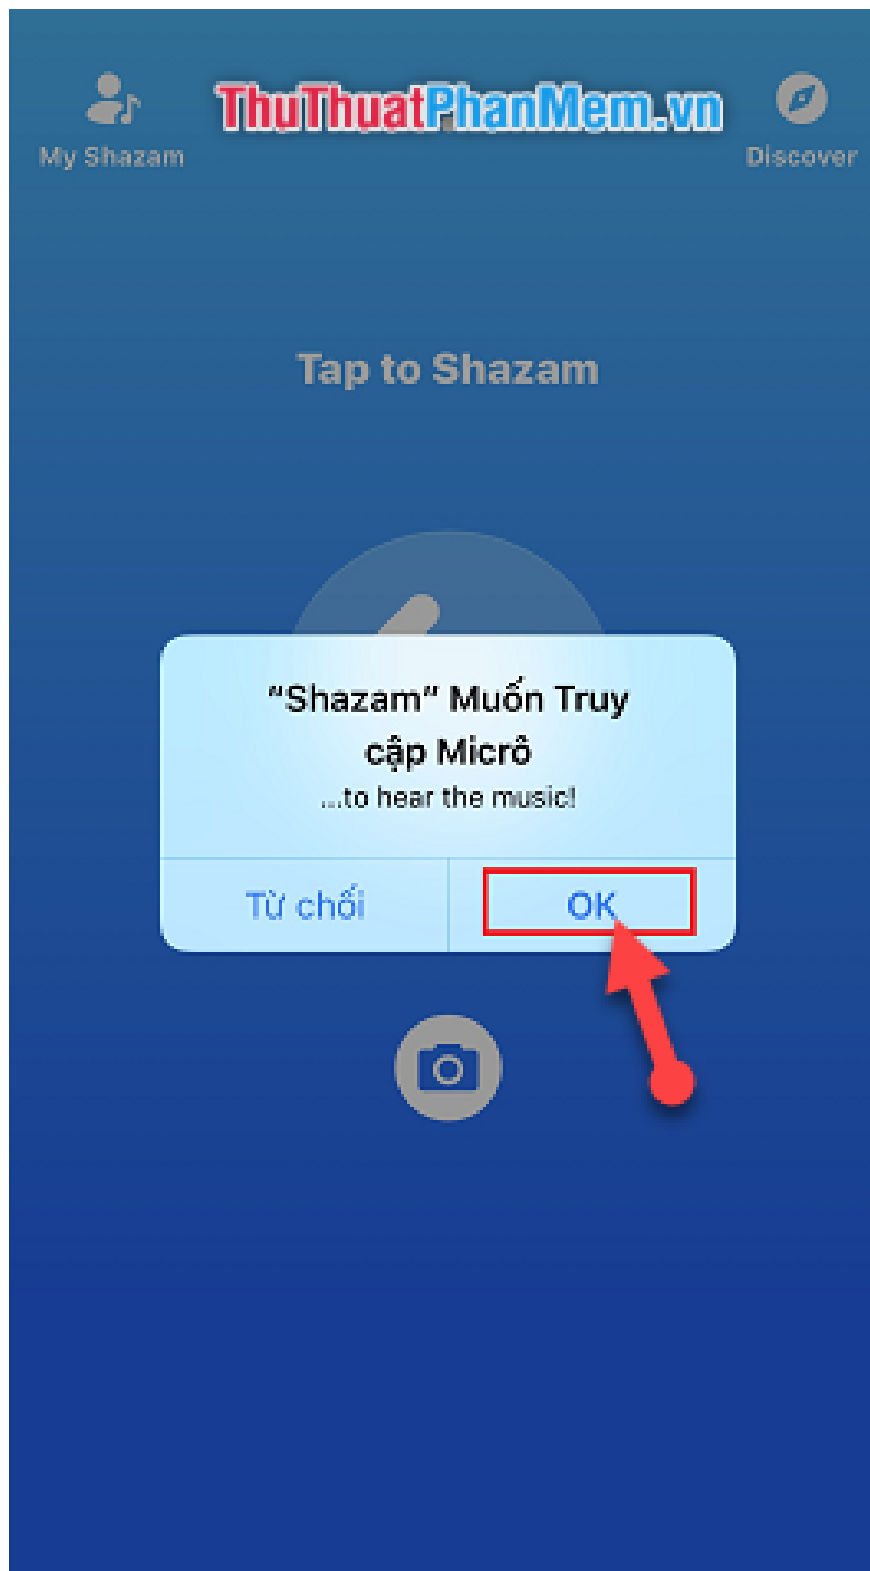 ThuThuatPhanMem.vn
My Shazam
Discover
Tap to Shazam
“Shazam” Muốn Truy
cập Micrô
...to hear the music!
Từ chối
OK